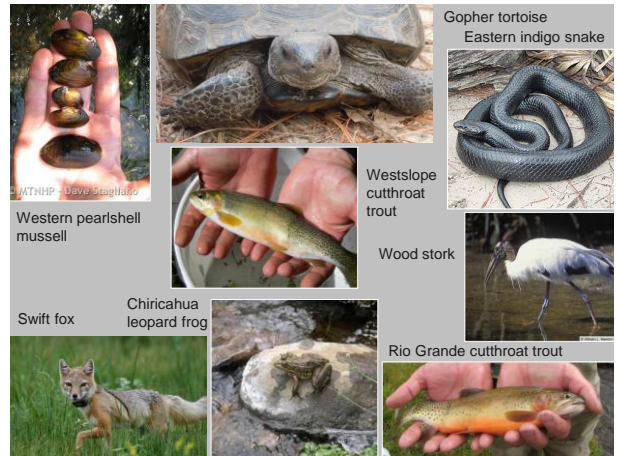 Gopher tortoise
Eastern indigo snake
© MTNHP - Dave Stagliano
Western pearlshell
mussell
Westslope
cutthroat
trout
Wood stork
Swift fox
Chiricahua
leopard frog
Rio Grande cutthroat trout